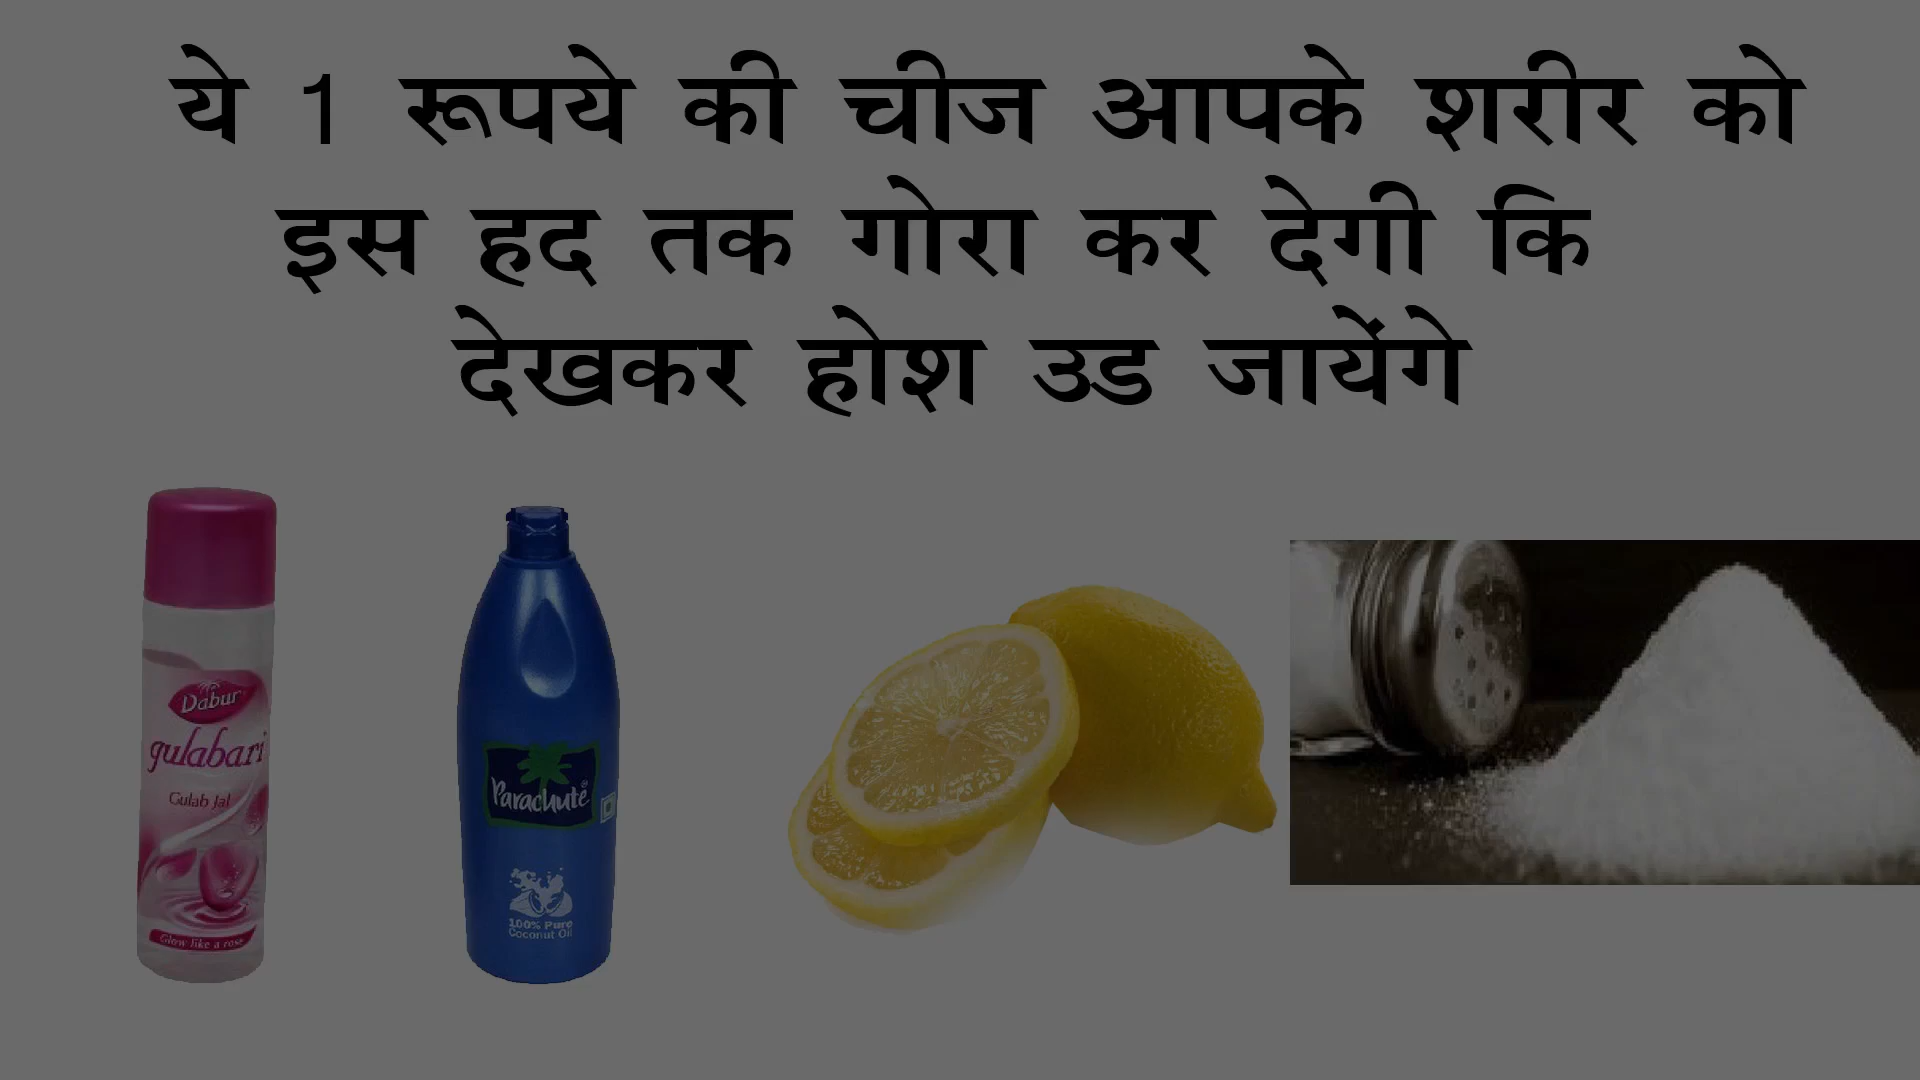 ये 1 रूपये की चीज आपके शरीर को
इस हद तक गोरा कर देगी कि
देखकर होश उड जायेंगे
Dabur
gulabari
Gulab Jal
Glow like a rose
Parachute
100% Pure
Coconut Oil